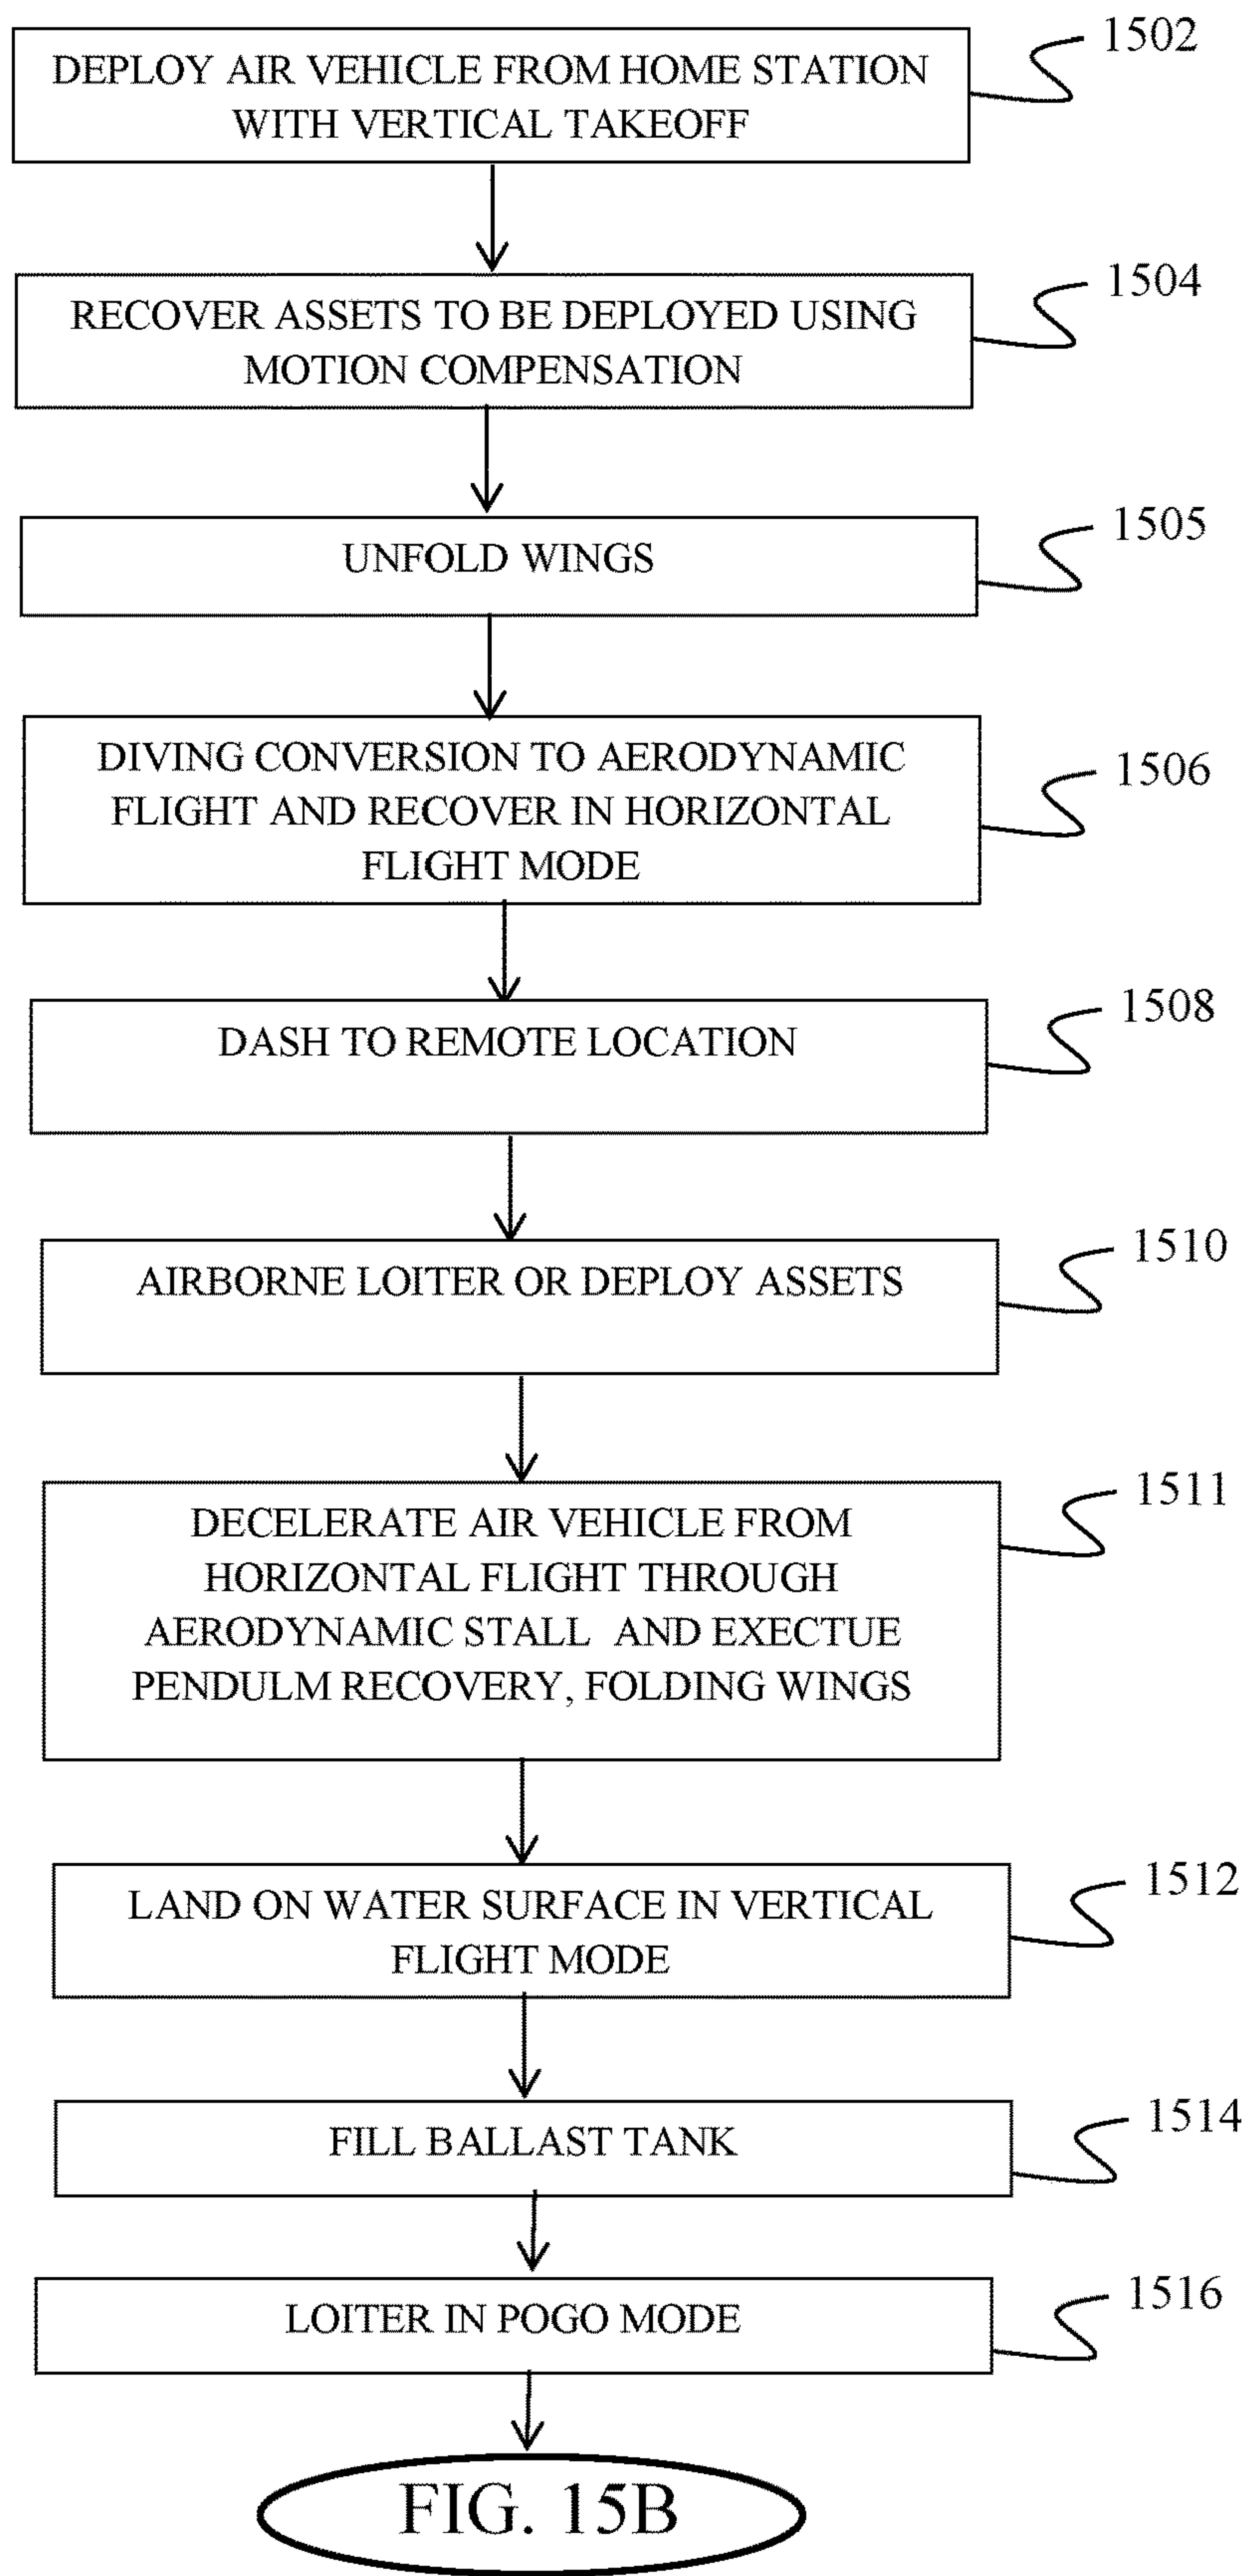 1502
DEPLOY AIR VEHICLE FROM HOME STATION
WITH VERTICAL TAKEOFF
1504
RECOVER ASSETS TO BE DEPLOYED USING
MOTION COMPENSATION
1505
UNFOLD WINGS
1506
DIVING CONVERSION TO AERODYNAMIC
FLIGHT AND RECOVER IN HORIZONTAL
FLIGHT MODE
1508
DASH TO REMOTE LOCATION
1510
AIRBORNE LOITER OR DEPLOY ASSETS
1511
DECELERATE AIR VEHICLE FROM
HORIZONTAL FLIGHT THROUGH
AERODYNAMIC STALL AND EXECTUE
PENDULM RECOVERY, FOLDING WINGS
1512
LAND ON WATER SURFACE IN VERTICAL
FLIGHT MODE
1514
FILL BALLAST TANK
1516
LOITER IN POGO MODE
FIG. 15B